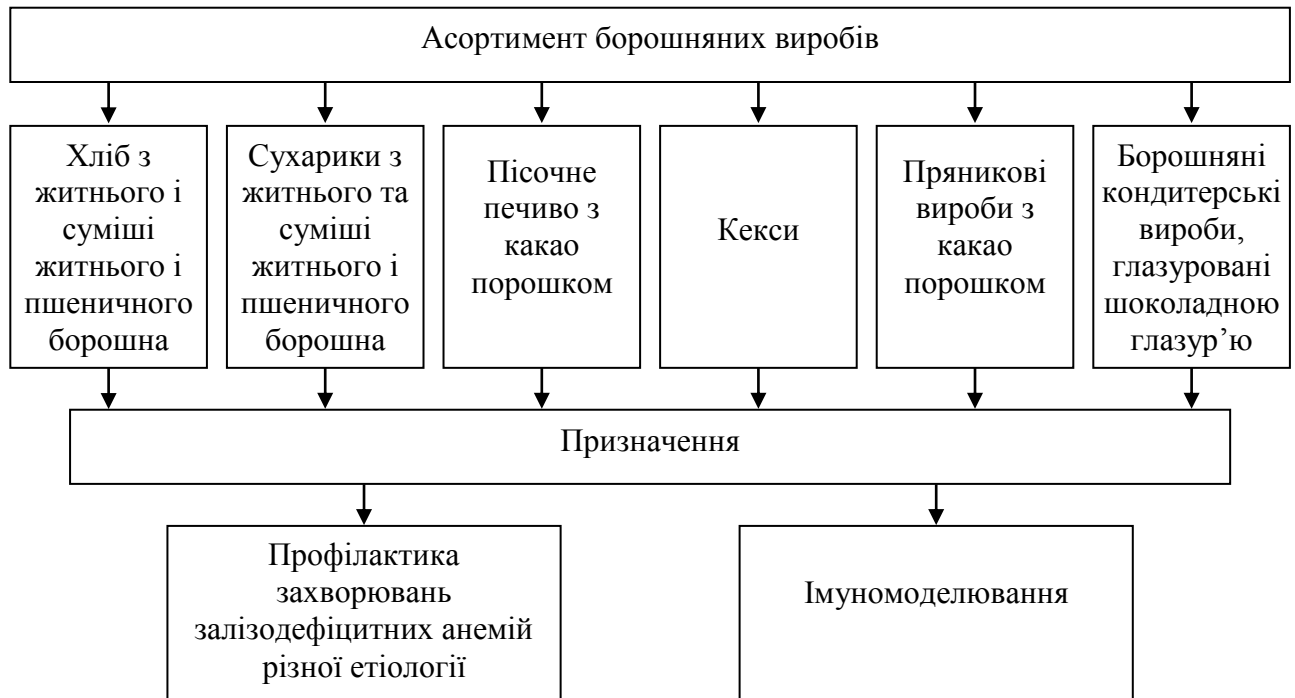 Асортимент борошняних виробів
Хліб з
житнього і
суміші
житнього і
пшеничного
борошна
Сухарики з
житнього та
суміші
житнього і
пшеничного
борошна
Пісочне
печиво з
какао
порошком
Кекси
Пряникові
вироби з
какао
порошком
Борошняні
кондитерські
вироби,
глазуровані
шоколадною
глазур’ю
Призначення
Профілактика
захворювань
залізодефіцитних анемій
різної етіології
Імуномоделювання